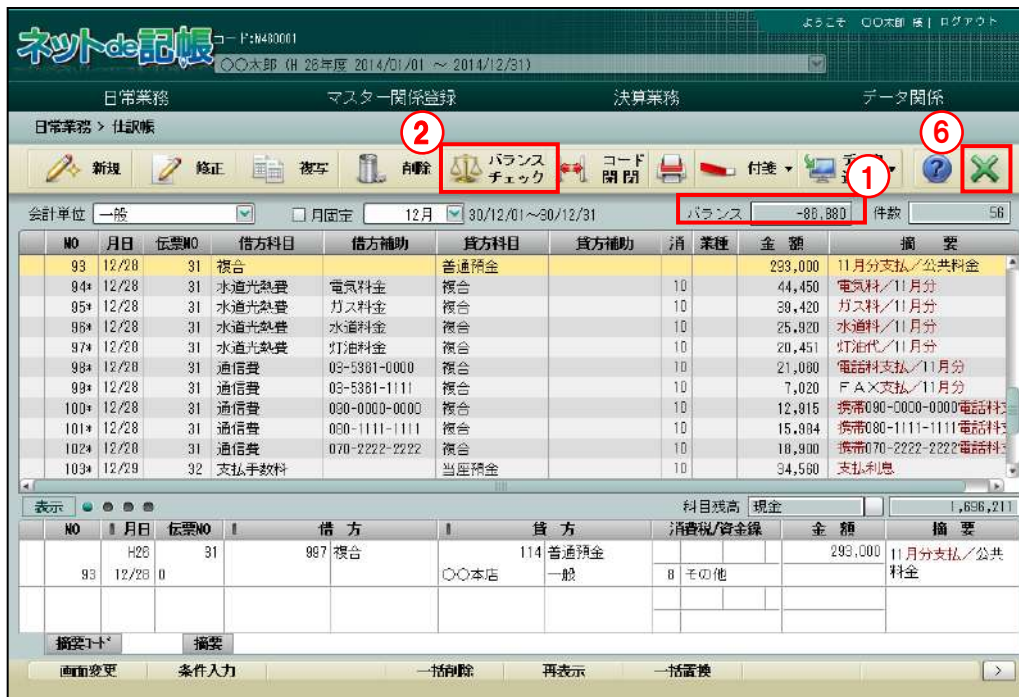 ようこそ 〇〇太郎 様 | ログアウト
ネットde記帳
コード:N480001
〇〇太郎 (H 26年度 2014/01/01 ～ 2014/12/31)
日常業務 マスター関係登録 決算業務 データ関係
日常業務 > 仕訳帳
② ⑥
新規 修正 複写 削除 バランスチェック コード開閉 付箋
①
会計単位 一般 月固定 12月 30/12/01～30/12/31 バランス -86,880 件数 56
NO 月日 伝票NO 借方科目 借方補助 貸方科目 貸方補助 消 業種 金 額 摘 要
93 12/28 31 複合 普通預金 293,000 11月分支払／公共料金
94* 12/28 31 水道光熱費 電気料金 複合 10 44,450 電気料／11月分
95* 12/28 31 水道光熱費 ガス料金 複合 10 39,420 ガス料／11月分
96* 12/28 31 水道光熱費 水道料金 複合 10 25,920 水道料／11月分
97* 12/28 31 水道光熱費 灯油料金 複合 10 20,451 灯油代／11月分
98* 12/28 31 通信費 03-5361-0000 複合 10 21,060 電話料支払／11月分
99* 12/28 31 通信費 03-5361-1111 複合 10 7,020 ＦＡＸ支払／11月分
100* 12/28 31 通信費 090-0000-0000 複合 10 12,915 携帯090-0000-0000電話料支
101* 12/28 31 通信費 080-1111-1111 複合 10 15,984 携帯080-1111-1111電話料支
102* 12/28 31 通信費 070-2222-2222 複合 10 18,900 携帯070-2222-2222電話料支
103* 12/29 32 支払手数料 当座預金 10 34,560 支払利息
表示 科目残高 現金 1,696,211
NO 月日 伝票NO 借 方 貸 方 消費税/資金繰 金 額 摘 要
H26 31 997 複合 114 普通預金 293,000 11月分支払／公共
93 12/28 0 〇〇本店 一般 8 その他 料金
摘要コード 摘要
画面変更 条件入力 一括削除 再表示 一括置換 >